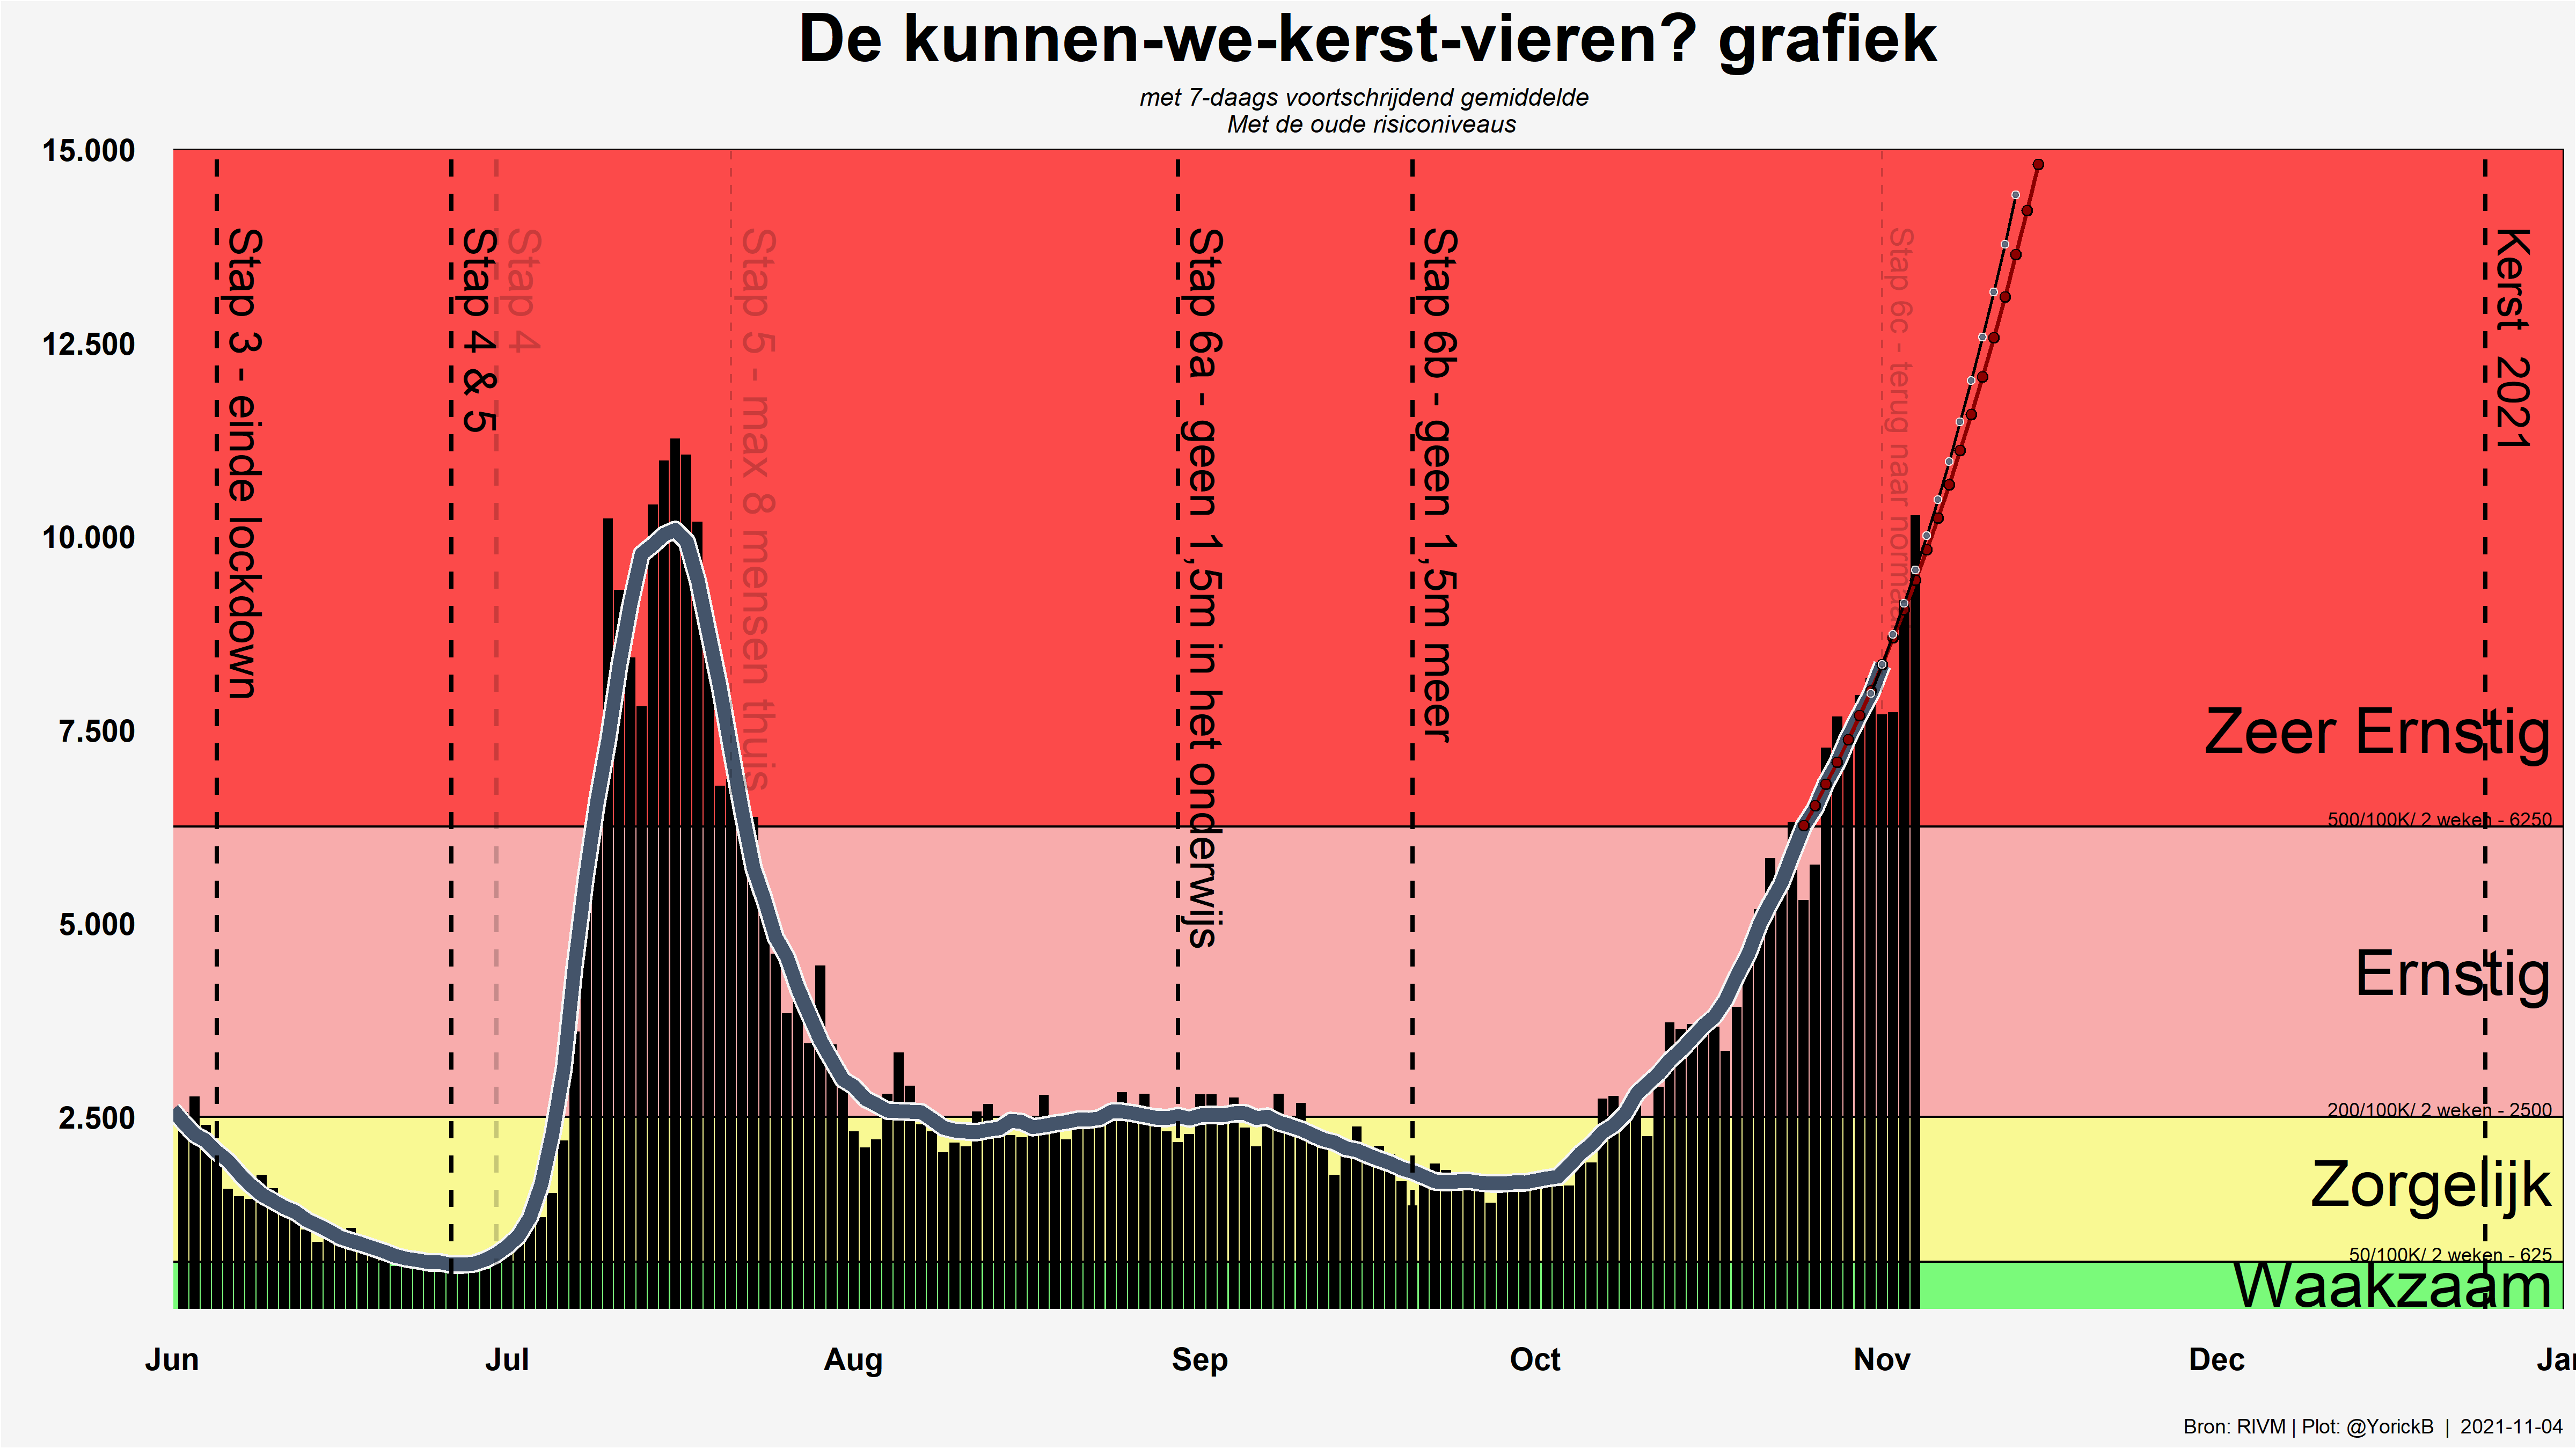 De kunnen-we-kerst-vieren? grafiek
met 7-daags voortschrijdend gemiddelde
Met de oude risiconiveaus
15.000
12.500
10.000
7.500
5.000
2.500
Stap 3 - einde lockdown
Stap 4 & 5
Stap 4
Stap 5 - max 8 mensen thuis
Stap 6a - geen 1,5m in het onderwijs
Stap 6b - geen 1,5m meer
Stap 6c - terug naar normaal
Kerst 2021
Zeer Ernstig
500/100K/ 2 weken - 6250
Ernstig
200/100K/ 2 weken - 2500
Zorgelijk
50/100K/ 2 weken - 625
Waakzaam
Jun
Jul
Aug
Sep
Oct
Nov
Dec
Jan
Bron: RIVM | Plot: @YorickB | 2021-11-04